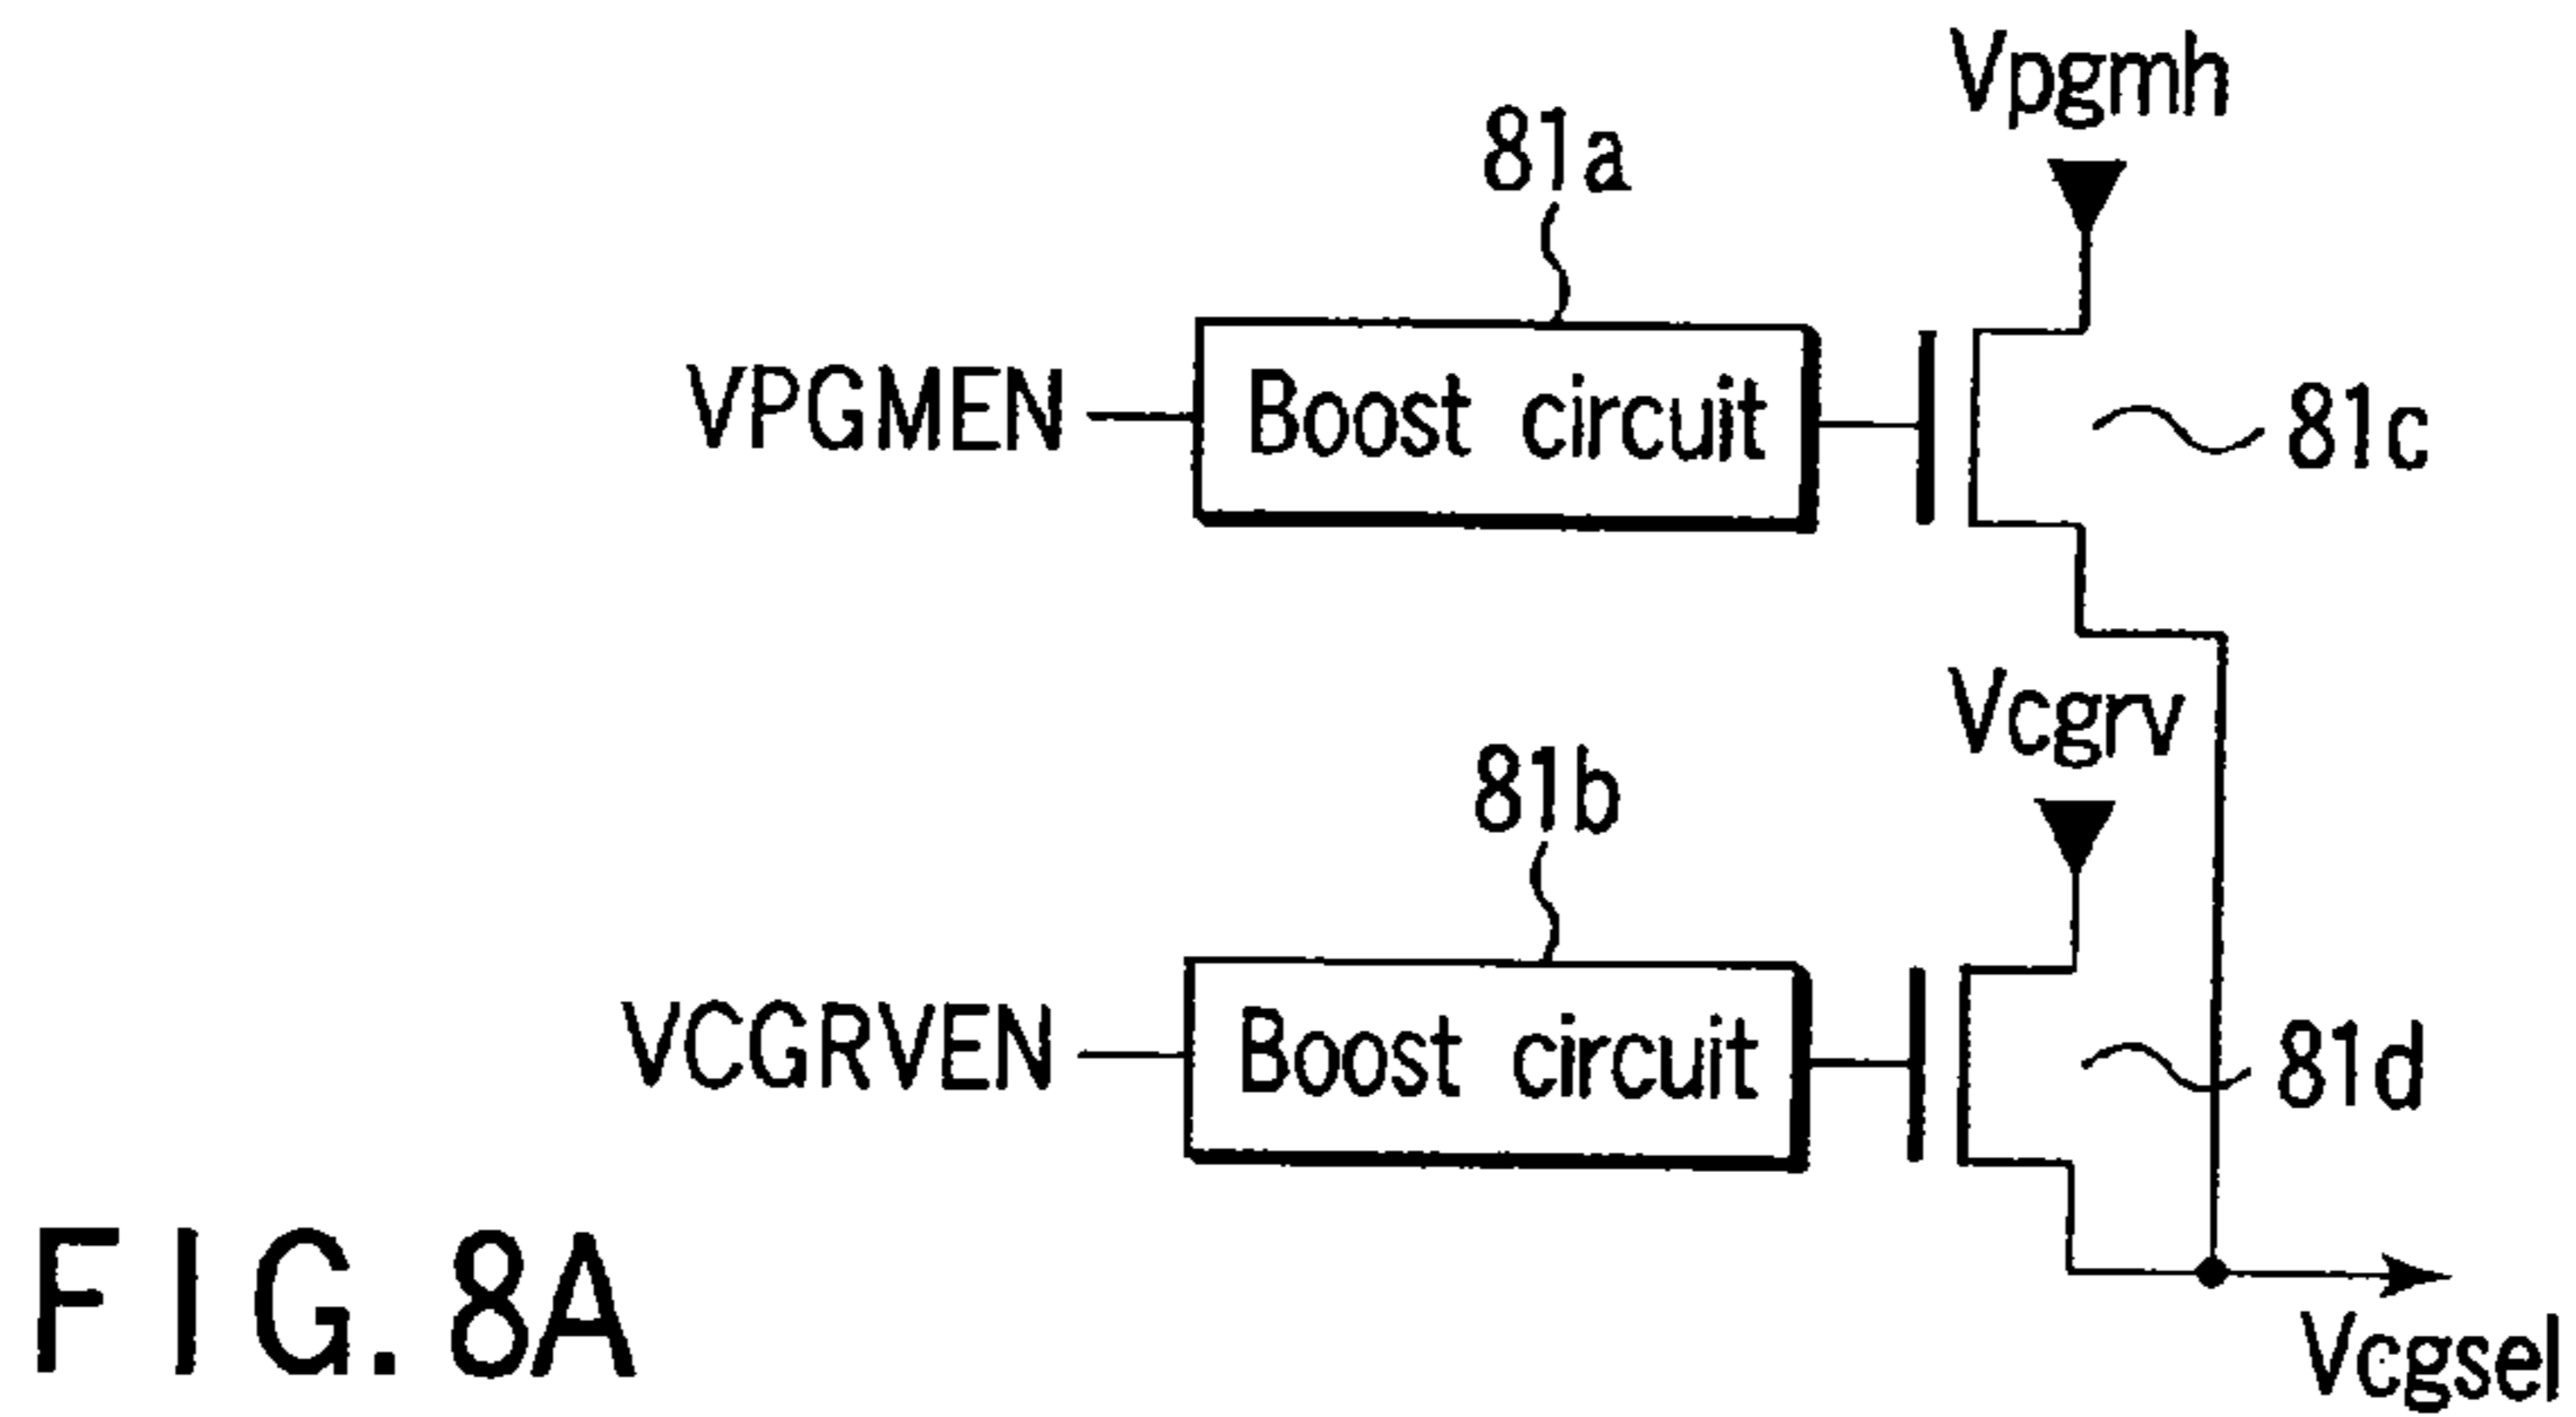 Vpgmh
81a
VPGMEN
Boost circuit
81c
Vcgrv
81b
VCGRVEN
Boost circuit
81d
Vcgsel
FIG. 8A